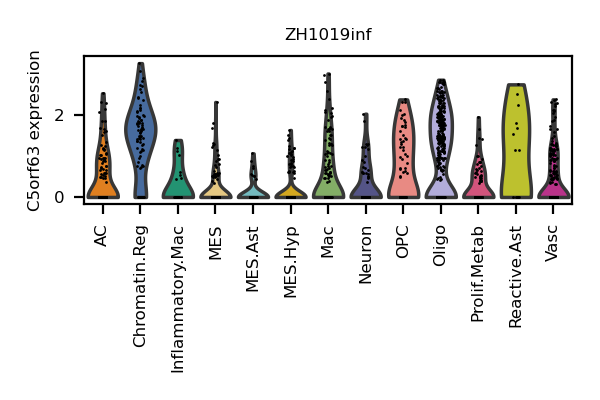 ZH1019inf
C5orf63 expression
2
0
AC
Chromatin.Reg
Inflammatory.Mac
MES
MES.Ast
MES.Hyp
Mac
Neuron
OPC
Oligo
Prolif.Metab
Reactive.Ast
Vasc